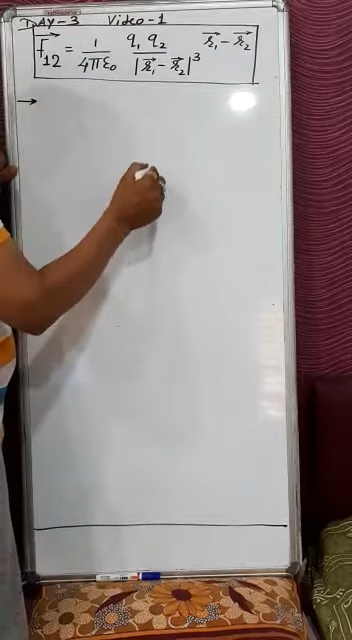 DAY-3 Video-1
→F₁₂ = 1/4πε₀ q₁ q₂/|→r₁ - →r₂|³ →r₁ - →r₂
→